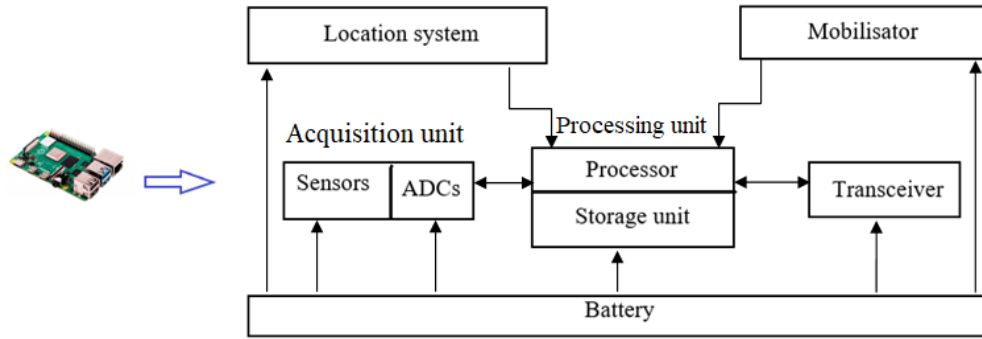 Location system
Mobilisator
Acquisition unit
Processing unit
Sensors
ADCs
Processor
Storage unit
Transceiver
Battery